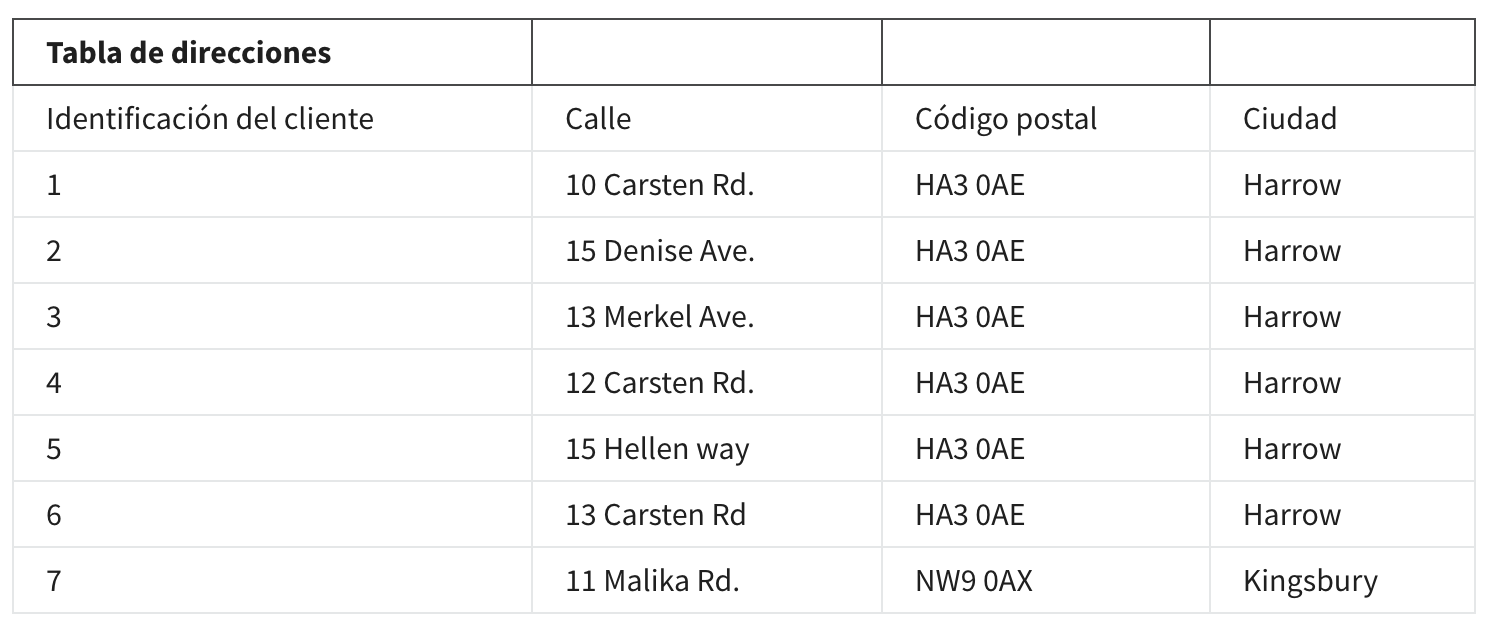 Tabla de direcciones
Identificación del cliente Calle Código postal Ciudad
1 10 Carsten Rd. HA3 0AE Harrow
2 15 Denise Ave. HA3 0AE Harrow
3 13 Merkel Ave. HA3 0AE Harrow
4 12 Carsten Rd. HA3 0AE Harrow
5 15 Hellen way HA3 0AE Harrow
6 13 Carsten Rd HA3 0AE Harrow
7 11 Malika Rd. NW9 0AX Kingsbury